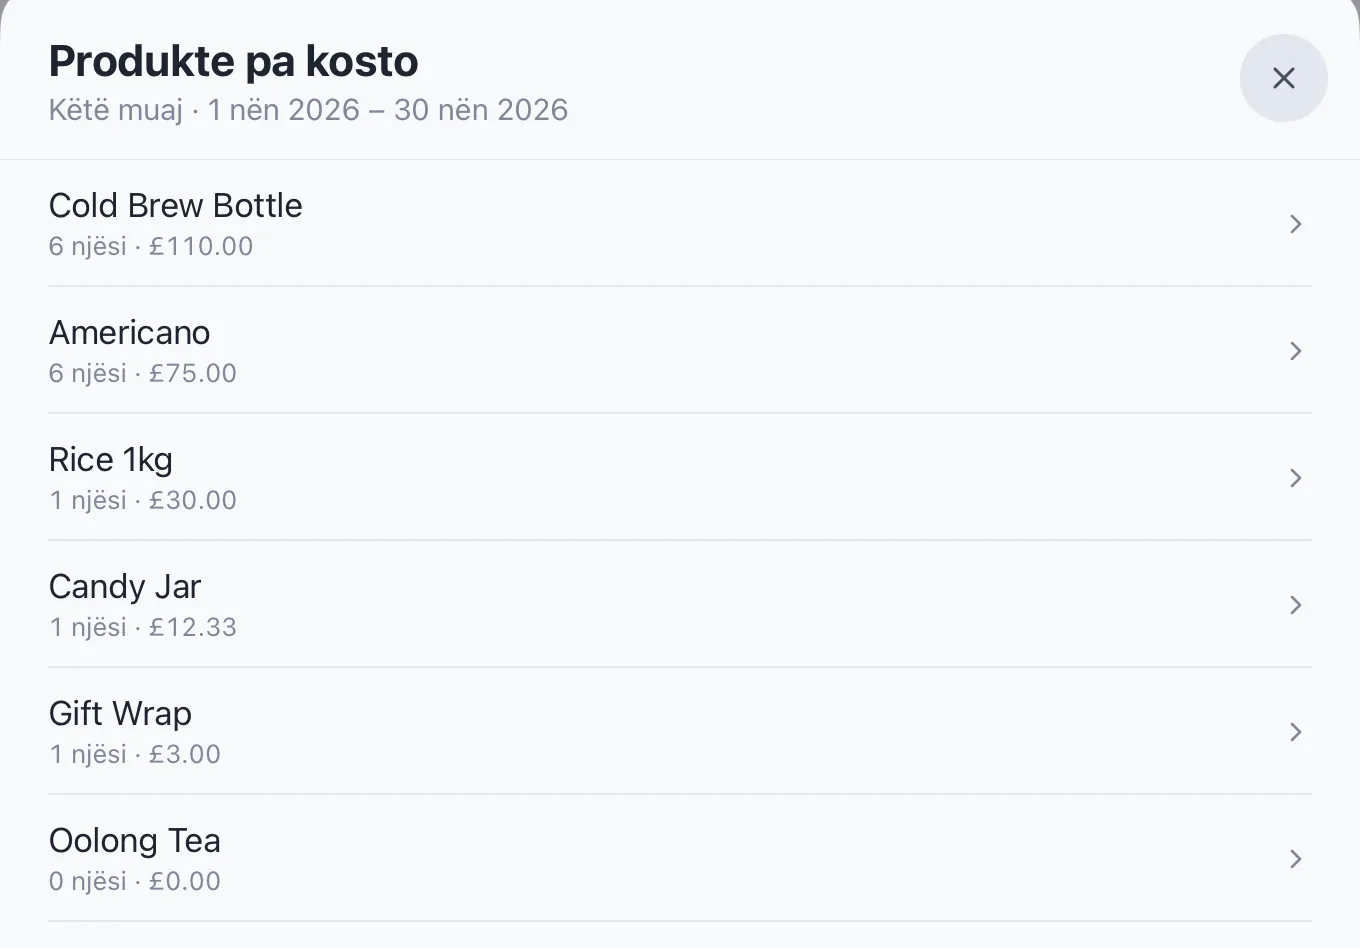 Produkte pa kosto
Këtë muaj · 1 nën 2026 – 30 nën 2026
Cold Brew Bottle
6 njësi · £110.00
Americano
6 njësi · £75.00
Rice 1kg
1 njësi · £30.00
Candy Jar
1 njësi · £12.33
Gift Wrap
1 njësi · £3.00
Oolong Tea
0 njësi · £0.00